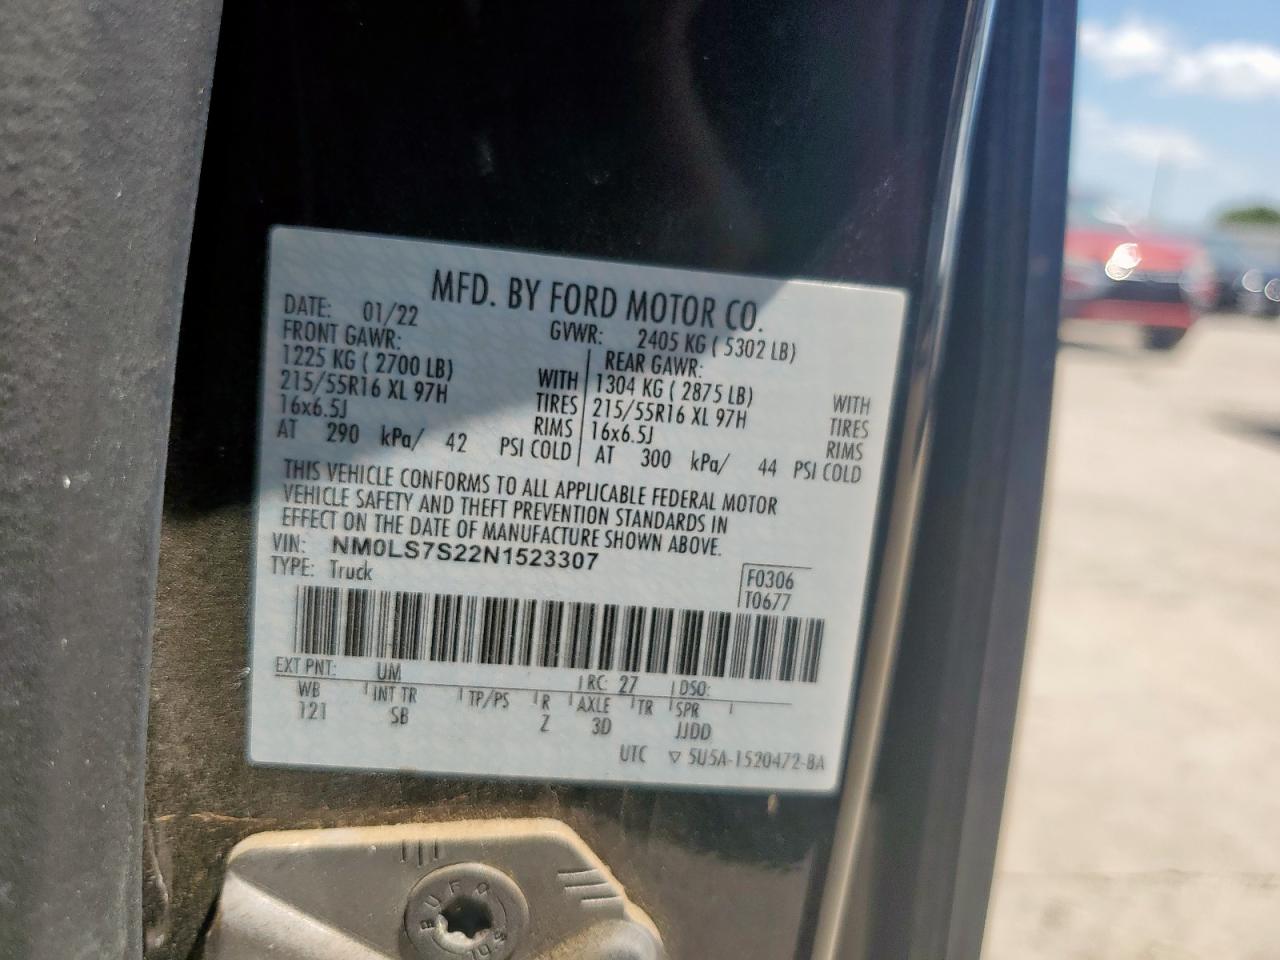 MFD. BY FORD MOTOR CO.
DATE: 01/22 GVWR: 2405 KG ( 5302 LB)
FRONT GAWR: REAR GAWR:
1225 KG ( 2700 LB) WITH 1304 KG ( 2875 LB) WITH
215/55R16 XL 97H TIRES 215/55R16 XL 97H TIRES
16x6.5J RIMS 16x6.5J RIMS
AT 290 kPa/ 42 PSI COLD AT 300 kPa/ 44 PSI COLD
THIS VEHICLE CONFORMS TO ALL APPLICABLE FEDERAL MOTOR
VEHICLE SAFETY AND THEFT PREVENTION STANDARDS IN
EFFECT ON THE DATE OF MANUFACTURE SHOWN ABOVE.
VIN: NM0LS7S22N1523307
TYPE: Truck F0306
T0677
EXT PNT: UM RC: 27 DSO:
WB INT TR TP/PS R AXLE TR SPR
121 SB Z 3D JJDD
UTC ▽ 5U5A-1520472-BA
BUFO